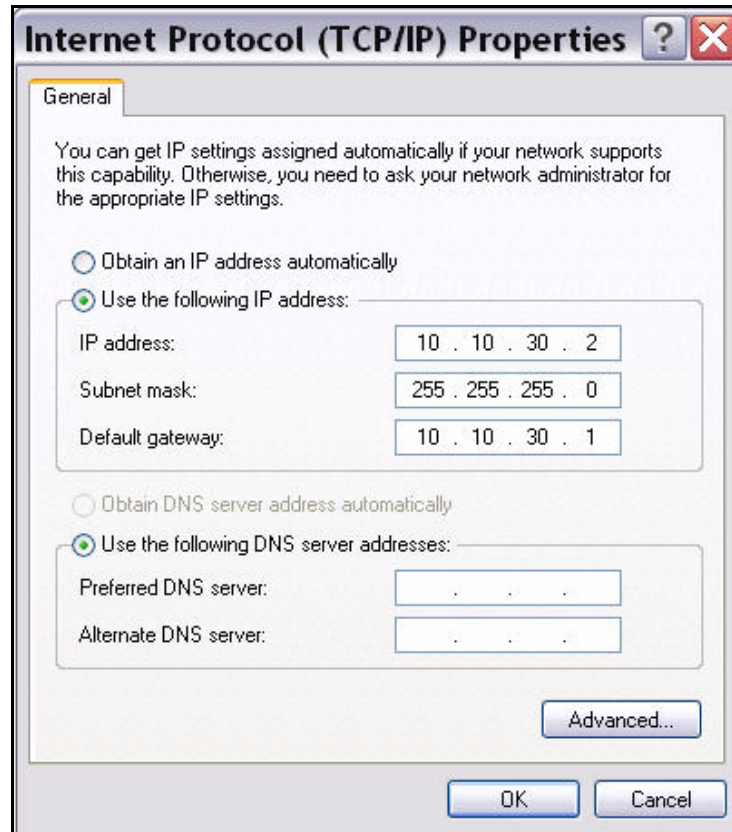 Internet Protocol (TCP/IP) Properties ?
General
You can get IP settings assigned automatically if your network supports
this capability. Otherwise, you need to ask your network administrator for
the appropriate IP settings.
Obtain an IP address automatically
Use the following IP address:
IP address: 10 . 10 . 30 . 2
Subnet mask: 255 . 255 . 255 . 0
Default gateway: 10 . 10 . 30 . 1
Obtain DNS server address automatically
Use the following DNS server addresses:
Preferred DNS server: . . .
Alternate DNS server: . . .
Advanced...
OK Cancel